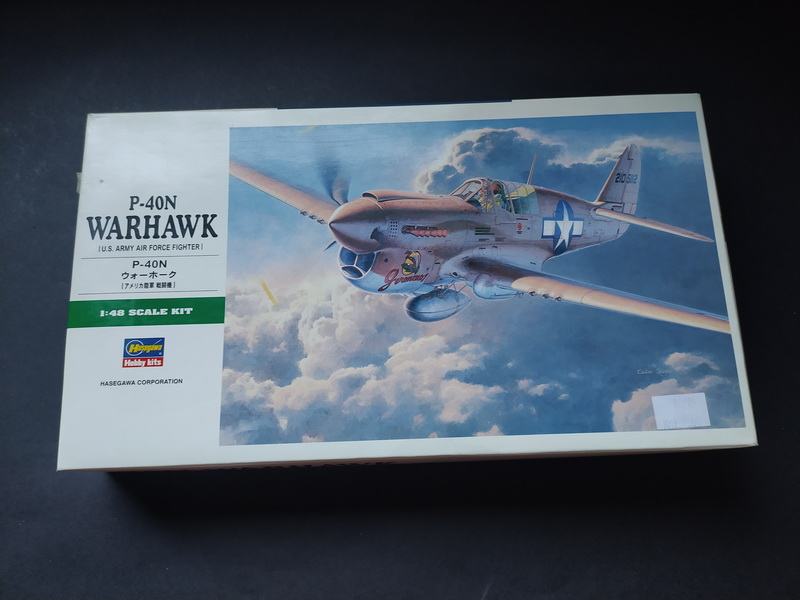 P-40N
WARHAWK
[U.S. ARMY AIR FORCE FIGHTER]
P-40N
ウォーホーク
[アメリカ陸軍 戦闘機]
1:48 SCALE KIT
Hasegawa
Hobby kits
HASEGAWA CORPORATION
Geronimo!